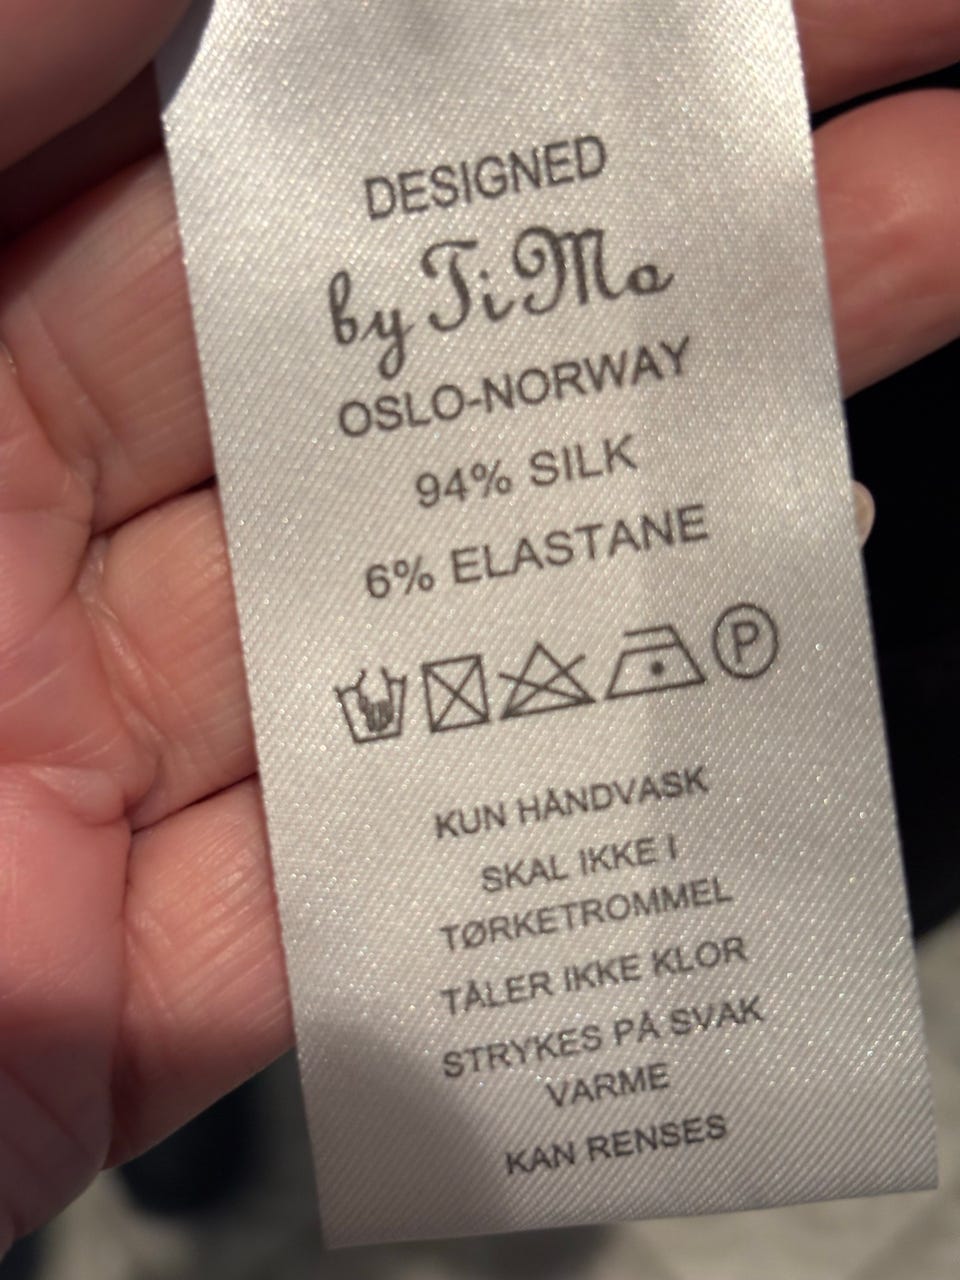 DESIGNED
by TiMo
OSLO-NORWAY
94% SILK
6% ELASTANE
P
KUN HÅNDVASK
SKAL IKKE I
TØRKETROMMEL
TÅLER IKKE KLOR
STRYKES PÅ SVAK
VARME
KAN RENSES